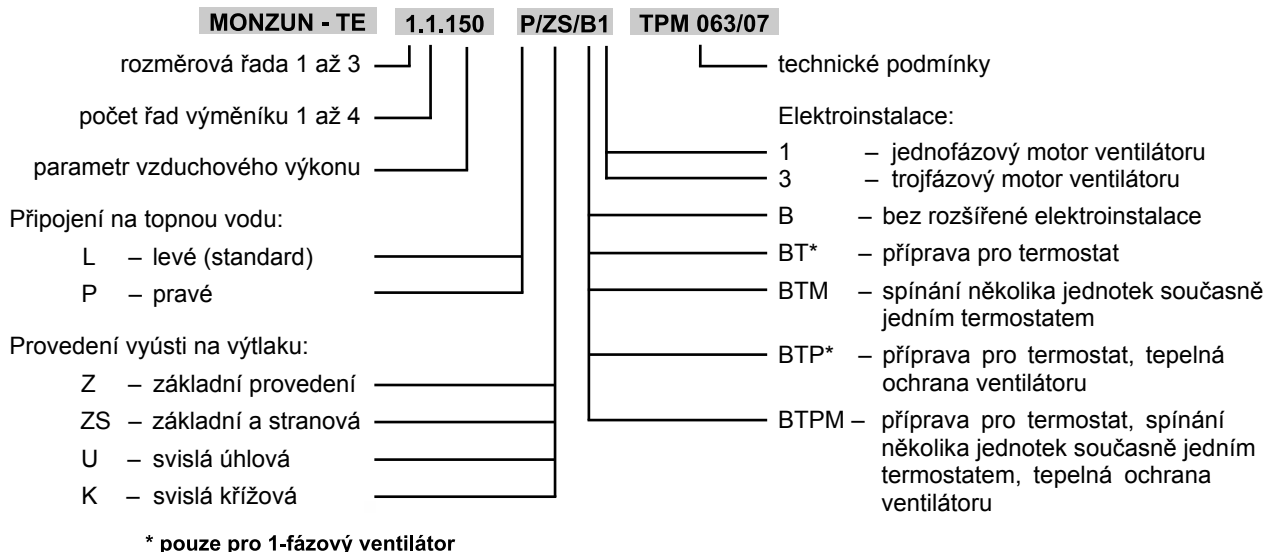 MONZUN - TE 1.1.150 P/ZS/B1 TPM 063/07
rozměrová řada 1 až 3
počet řad výměníku 1 až 4
parametr vzduchového výkonu
Připojení na topnou vodu:
L – levé (standard)
P – pravé
Provedení vyústi na výtlaku:
Z – základní provedení
ZS – základní a stranová
U – svislá úhlová
K – svislá křížová
* pouze pro 1-fázový ventilátor
technické podmínky
Elektroinstalace:
1 – jednofázový motor ventilátoru
3 – trojfázový motor ventilátoru
B – bez rozšířené elektroinstalace
BT* – příprava pro termostat
BTM – spínání několika jednotek současně
jedním termostatem
BTP* – příprava pro termostat, tepelná
ochrana ventilátoru
BTPM – příprava pro termostat, spínání
několika jednotek současně jedním
termostatem, tepelná ochrana
ventilátoru